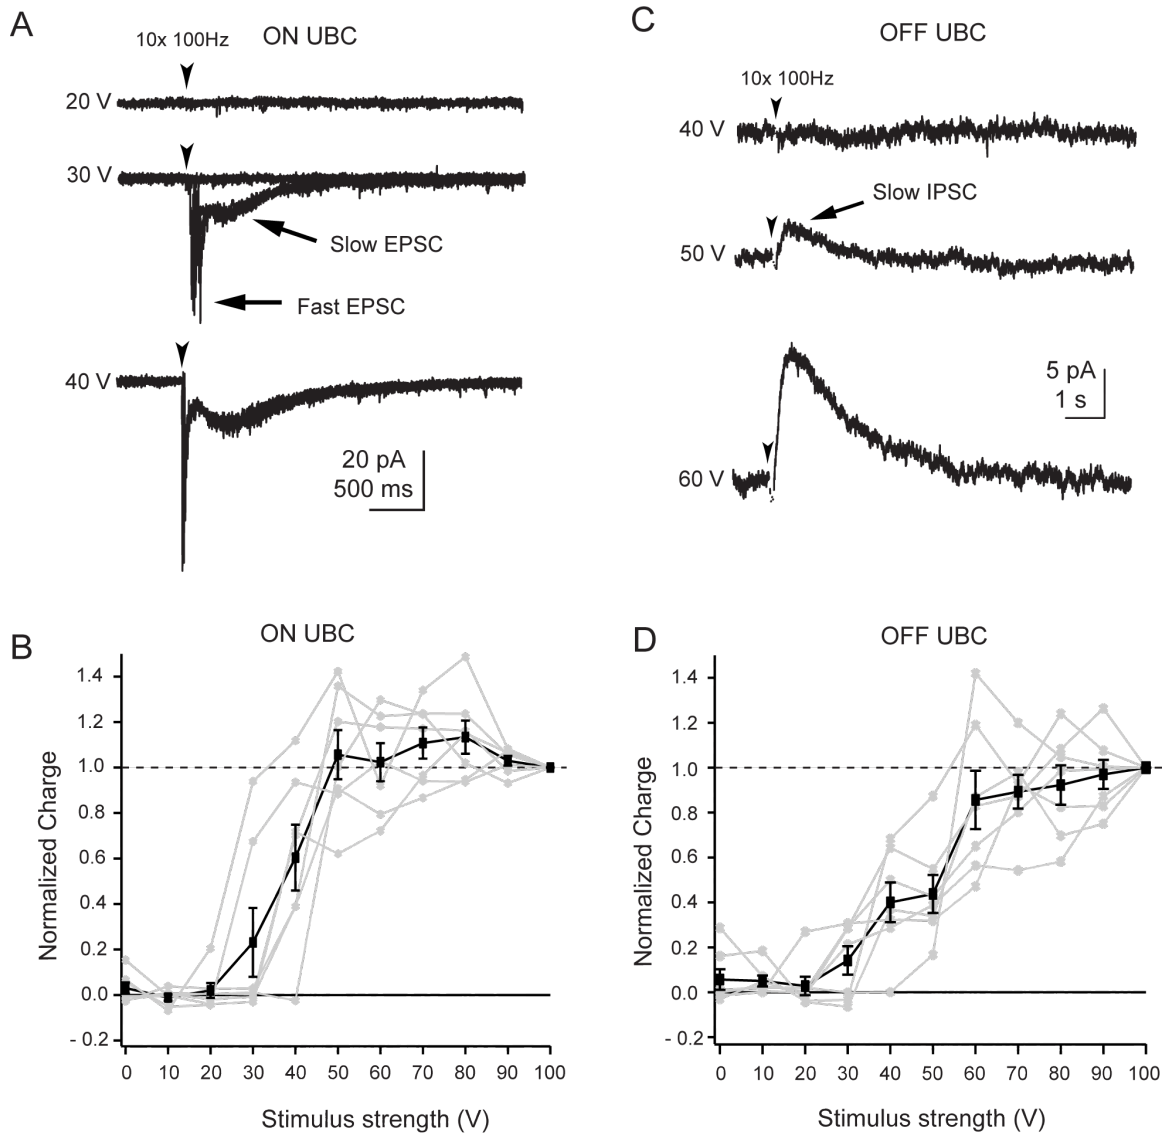 A
ON UBC
10x 100Hz
20 V
30 V
Slow EPSC
Fast EPSC
40 V
20 pA
500 ms
C
OFF UBC
10x 100Hz
40 V
Slow IPSC
50 V
5 pA
1 s
60 V
B
ON UBC
Normalized Charge
1.4
1.2
1.0
0.8
0.6
0.4
0.2
0.0
- 0.2
0 10 20 30 40 50 60 70 80 90 100
Stimulus strength (V)
D
OFF UBC
Normalized Charge
1.4
1.2
1.0
0.8
0.6
0.4
0.2
0.0
- 0.2
0 10 20 30 40 50 60 70 80 90 100
Stimulus strength (V)